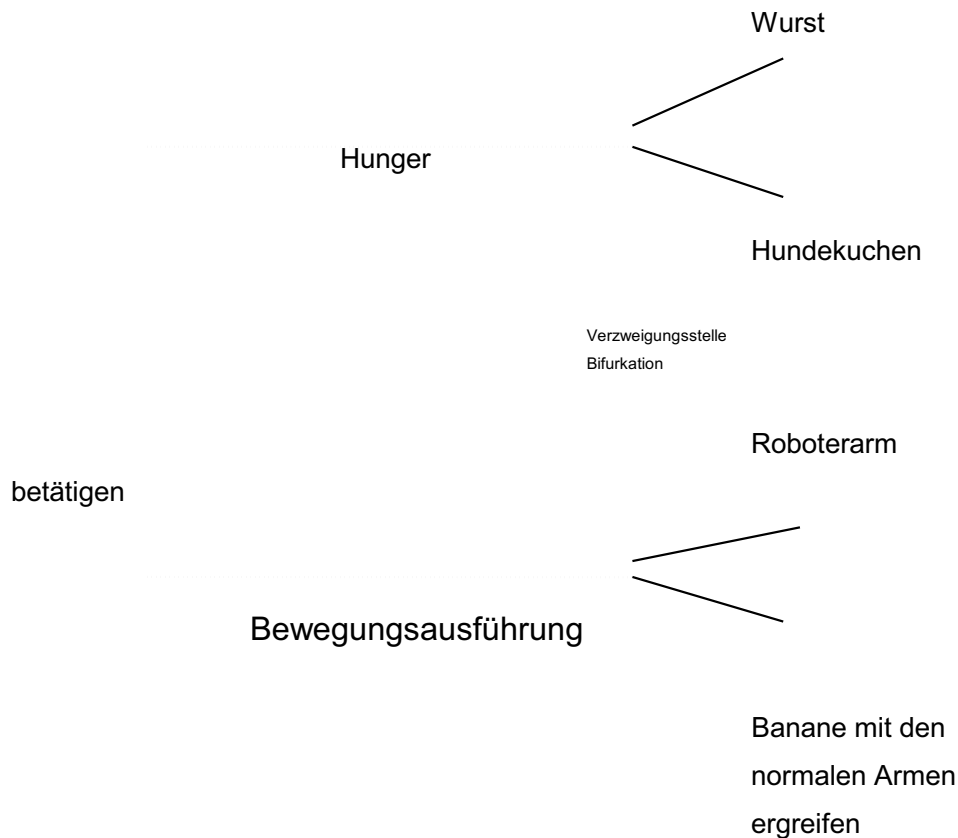 Wurst
Hunger
Hundekuchen
Verzweigungsstelle
Bifurkation
Roboterarm
betätigen
Bewegungsausführung
Banane mit den
normalen Armen
ergreifen